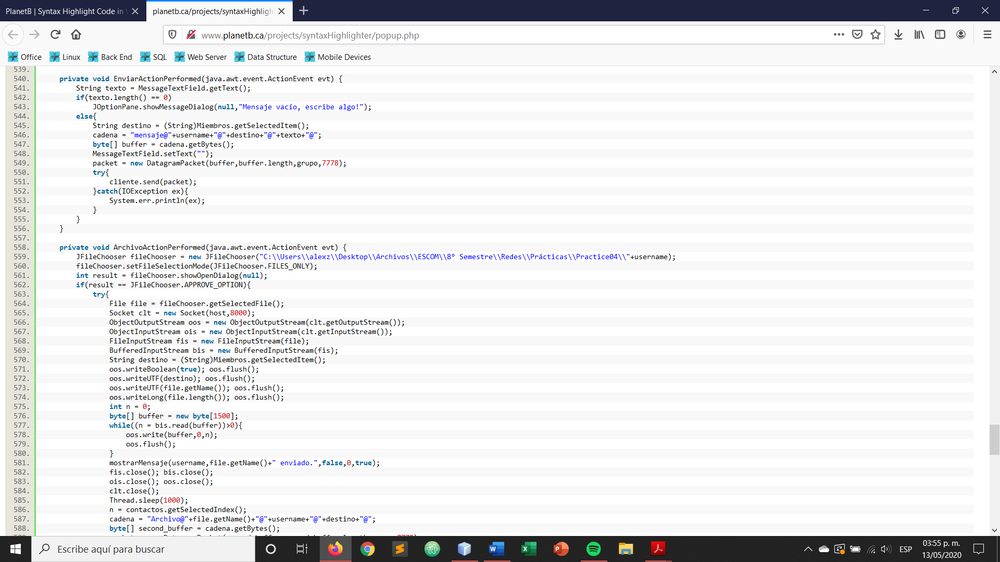 PlanetB | Syntax Highlight Code in
planetb.ca/projects/syntaxHighligh
www.planetb.ca/projects/syntaxHighlighter/popup.php
Office Linux Back End SQL Web Server Data Structure Mobile Devices
539.
540. private void EnviarActionPerformed(java.awt.event.ActionEvent evt) {
541. String texto = MessageTextField.getText();
542. if(texto.length() == 0)
543. JOptionPane.showMessageDialog(null,"Mensaje vacío, escribe algo!");
544. else{
545. String destino = (String)Miembros.getSelectedItem();
546. cadena = "mensaje@"+username+"@"+destino+"@"+texto+"@";
547. byte[] buffer = cadena.getBytes();
548. MessageTextField.setText("");
549. packet = new DatagramPacket(buffer,buffer.length,grupo,7778);
550. try{
551. cliente.send(packet);
552. }catch(IOException ex){
553. System.err.println(ex);
554. }
555. }
556. }
557.
558. private void ArchivoActionPerformed(java.awt.event.ActionEvent evt) {
559. JFileChooser fileChooser = new JFileChooser("C:\\Users\\alexz\\Desktop\\Archivos\\ESCOM\\8° Semestre\\Redes\\Prácticas\\Practice04\\"+username);
560. fileChooser.setFileSelectionMode(JFileChooser.FILES_ONLY);
561. int result = fileChooser.showOpenDialog(null);
562. if(result == JFileChooser.APPROVE_OPTION){
563. try{
564. File file = fileChooser.getSelectedFile();
565. Socket clt = new Socket(host,8000);
566. ObjectOutputStream oos = new ObjectOutputStream(clt.getOutputStream());
567. ObjectInputStream ois = new ObjectInputStream(clt.getInputStream());
568. FileInputStream fis = new FileInputStream(file);
569. BufferedInputStream bis = new BufferedInputStream(fis);
570. String destino = (String)Miembros.getSelectedItem();
571. oos.writeBoolean(true); oos.flush();
572. oos.writeUTF(destino); oos.flush();
573. oos.writeUTF(file.getName()); oos.flush();
574. oos.writeLong(file.length()); oos.flush();
575. int n = 0;
576. byte[] buffer = new byte[1500];
577. while((n = bis.read(buffer))>0){
578. oos.write(buffer,0,n);
579. oos.flush();
580. }
581. mostrarMensaje(username,file.getName()+" enviado.",false,0,true);
582. fis.close(); bis.close();
583. ois.close(); oos.close();
584. clt.close();
585. Thread.sleep(1000);
586. n = contactos.getSelectedIndex();
587. cadena = "Archivo@"+file.getName()+"@"+username+"@"+destino+"@";
588. byte[] second_buffer = cadena.getBytes();
Escribe aquí para buscar
ESP
03:55 p. m.
13/05/2020